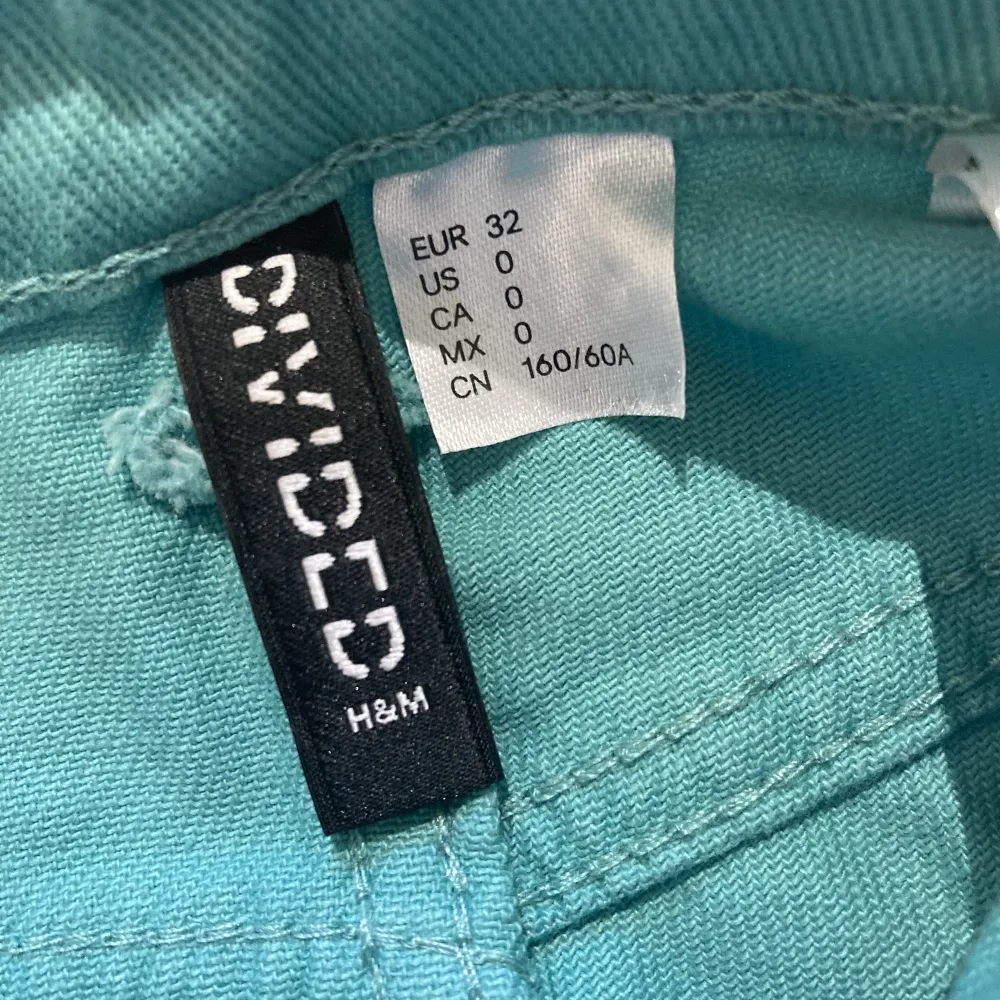 DIVIDED
H&M
EUR 32
US 0
CA 0
MX 0
CN 160/60A